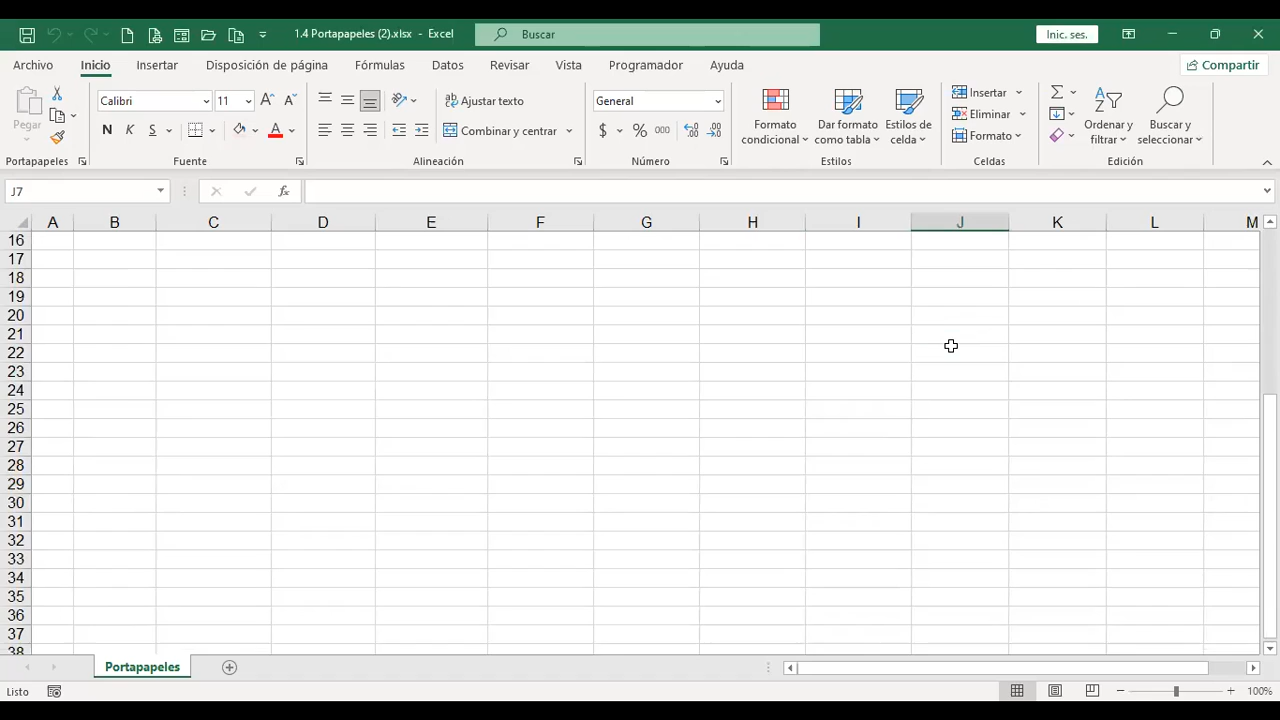 1.4 Portapapeles (2).xlsx - Excel
Buscar
Inic. ses.
Archivo Inicio Insertar Disposición de página Fórmulas Datos Revisar Vista Programador Ayuda
Compartir
Pegar
Portapapeles
Calibri 11
N K S A
Fuente
Ajustar texto
Combinar y centrar
Alineación
General
$ % 000
Número
Formato condicional
Dar formato como tabla
Estilos de celda
Estilos
Insertar
Eliminar
Formato
Celdas
Ordenar y filtrar
Buscar y seleccionar
Edición
J7
fx
A B C D E F G H I J K L M
16
17
18
19
20
21
22
23
24
25
26
27
28
29
30
31
32
33
34
35
36
37
38
Portapapeles
Listo
100%